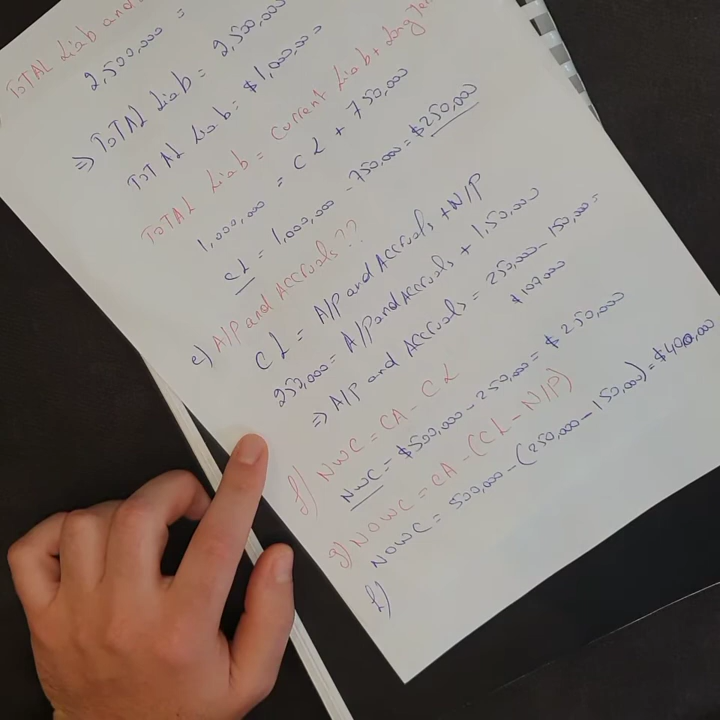 TOTAL Liab and
2,500,000 =
⇒ TOTAL Liab = 2,500,000
TOTAL Liab = $1,000,000
TOTAL Liab = Current Liab + Long Ter
1,000,000 = CL + 750,000
CL = 1,000,000 - 750,000 = $250,000
e) A/P and Accruals??
CL = A/P and Accruals + N/P
250,000 = A/P and Accruals + 1,50,000
⇒ A/P and Accruals = 250,000 - 150,000 =
$100,000
f) NWC = CA - CL
NWC = $500,000 - 250,000 = $250,000
g) NOWC = CA - (CL - N/P)
NOWC = 500,000 - (250,000 - 150,000) = $400,000
h)